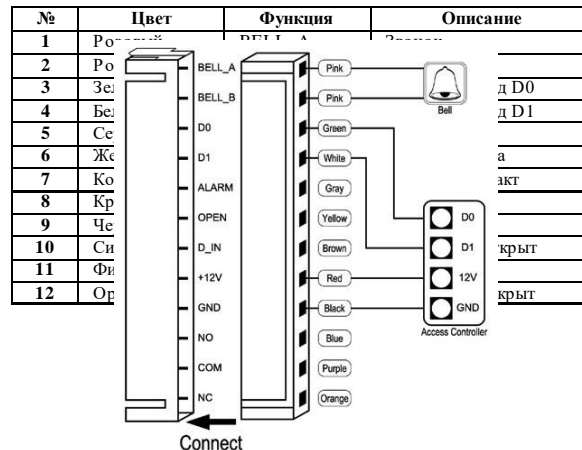 № Цвет Функция Описание
1
2
3 д D0
4 д D1
5
6
7 акт
8
9
10 крыт
11
12 крыт
BELL_A Pink
BELL_B Pink
Bell
D0 Green
D1 White
ALARM Gray
OPEN Yellow D0
D_IN Brown D1
+12V Red 12V
GND Black GND
Access Controller
NO Blue
COM Purple
NC Orange
Connect